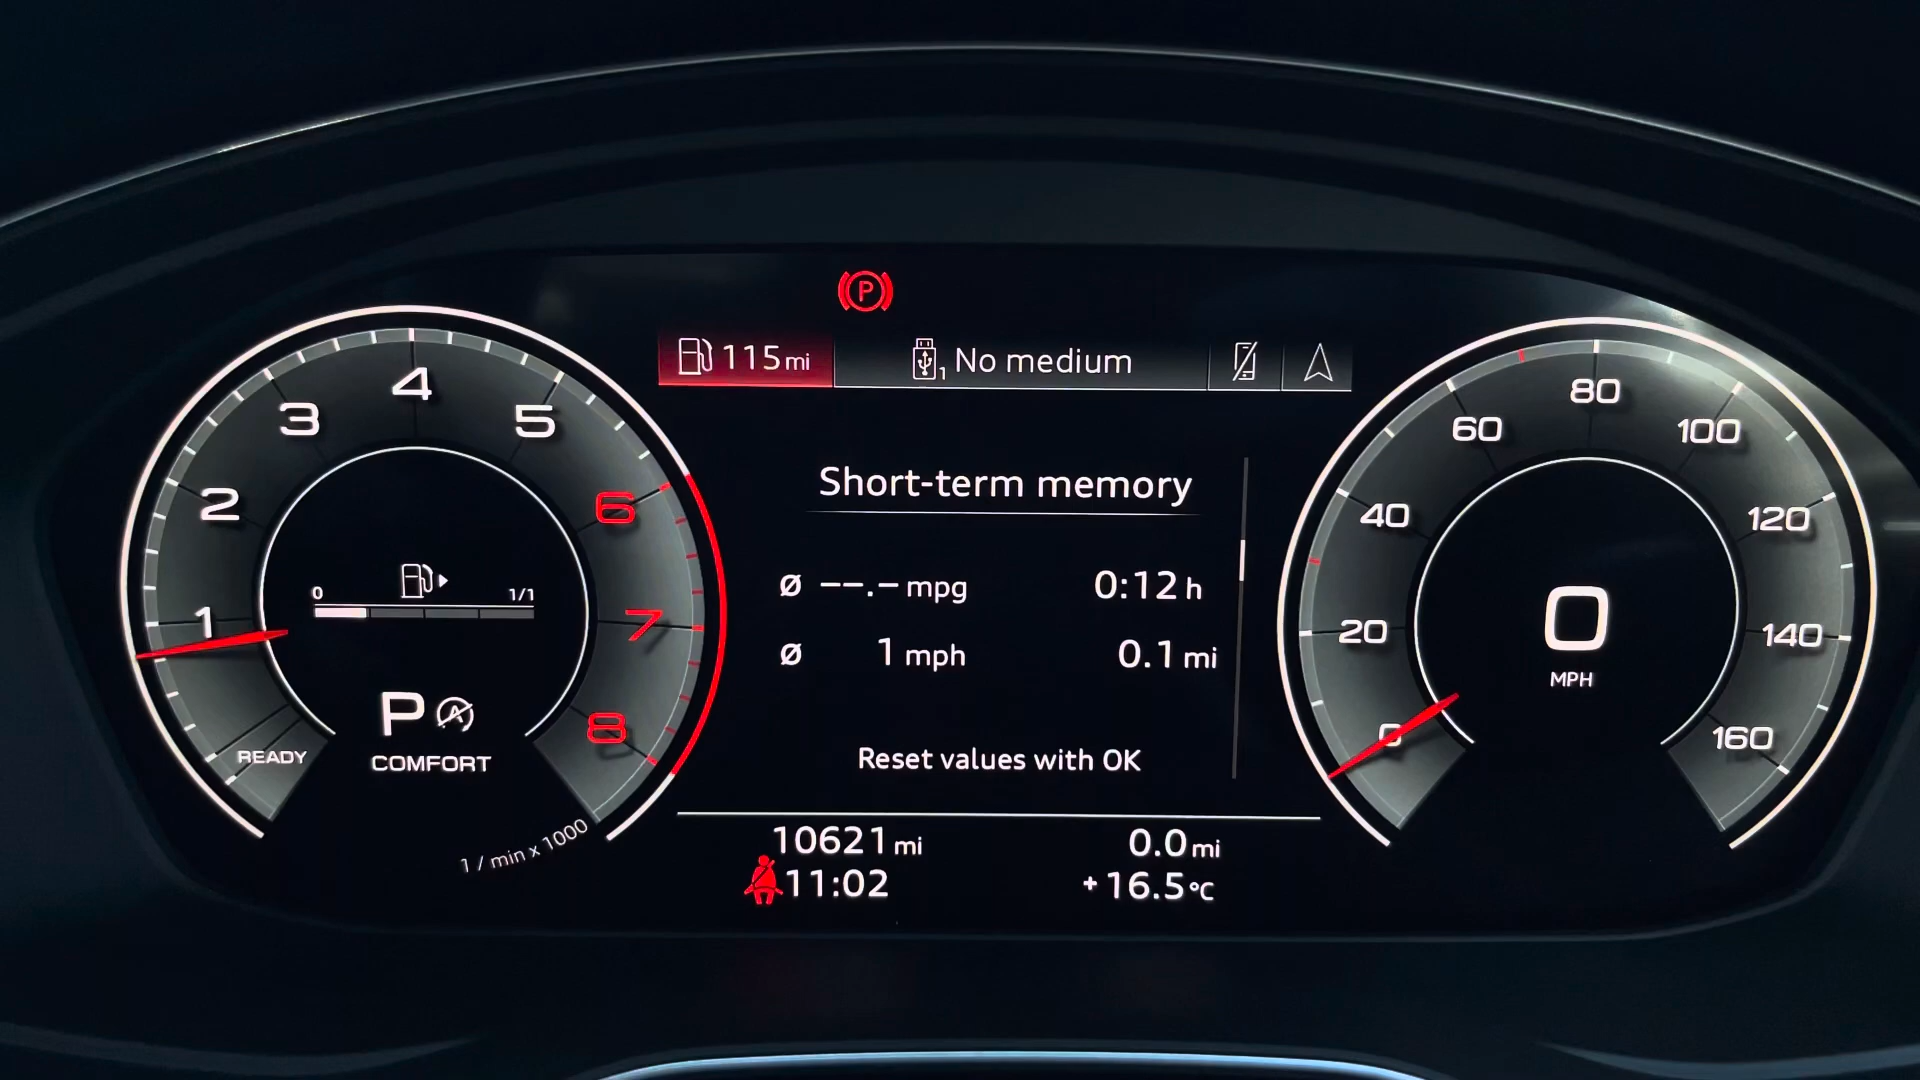 P
115 mi
1 No medium
1 2 3 4 5 6 7 8
READY
0 1/1
P A
COMFORT
1 / min x 1000
Short-term memory
Ø --.- mpg 0:12 h
Ø 1 mph 0.1 mi
Reset values with OK
10621 mi 0.0 mi
11:02 +16.5 °C
0 20 40 60 80 100 120 140 160
0
MPH